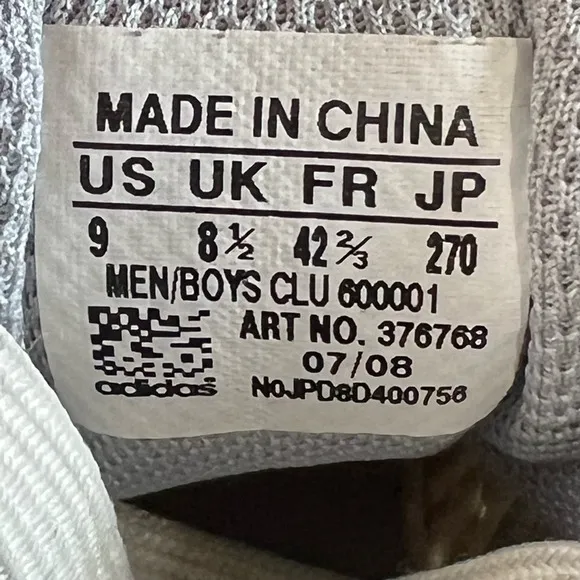 MADE IN CHINA
US UK FR JP
9 8½ 42⅔ 270
MEN/BOYS CLU 600001
ART NO. 376768
07/08
adidas N0JPD8D400756